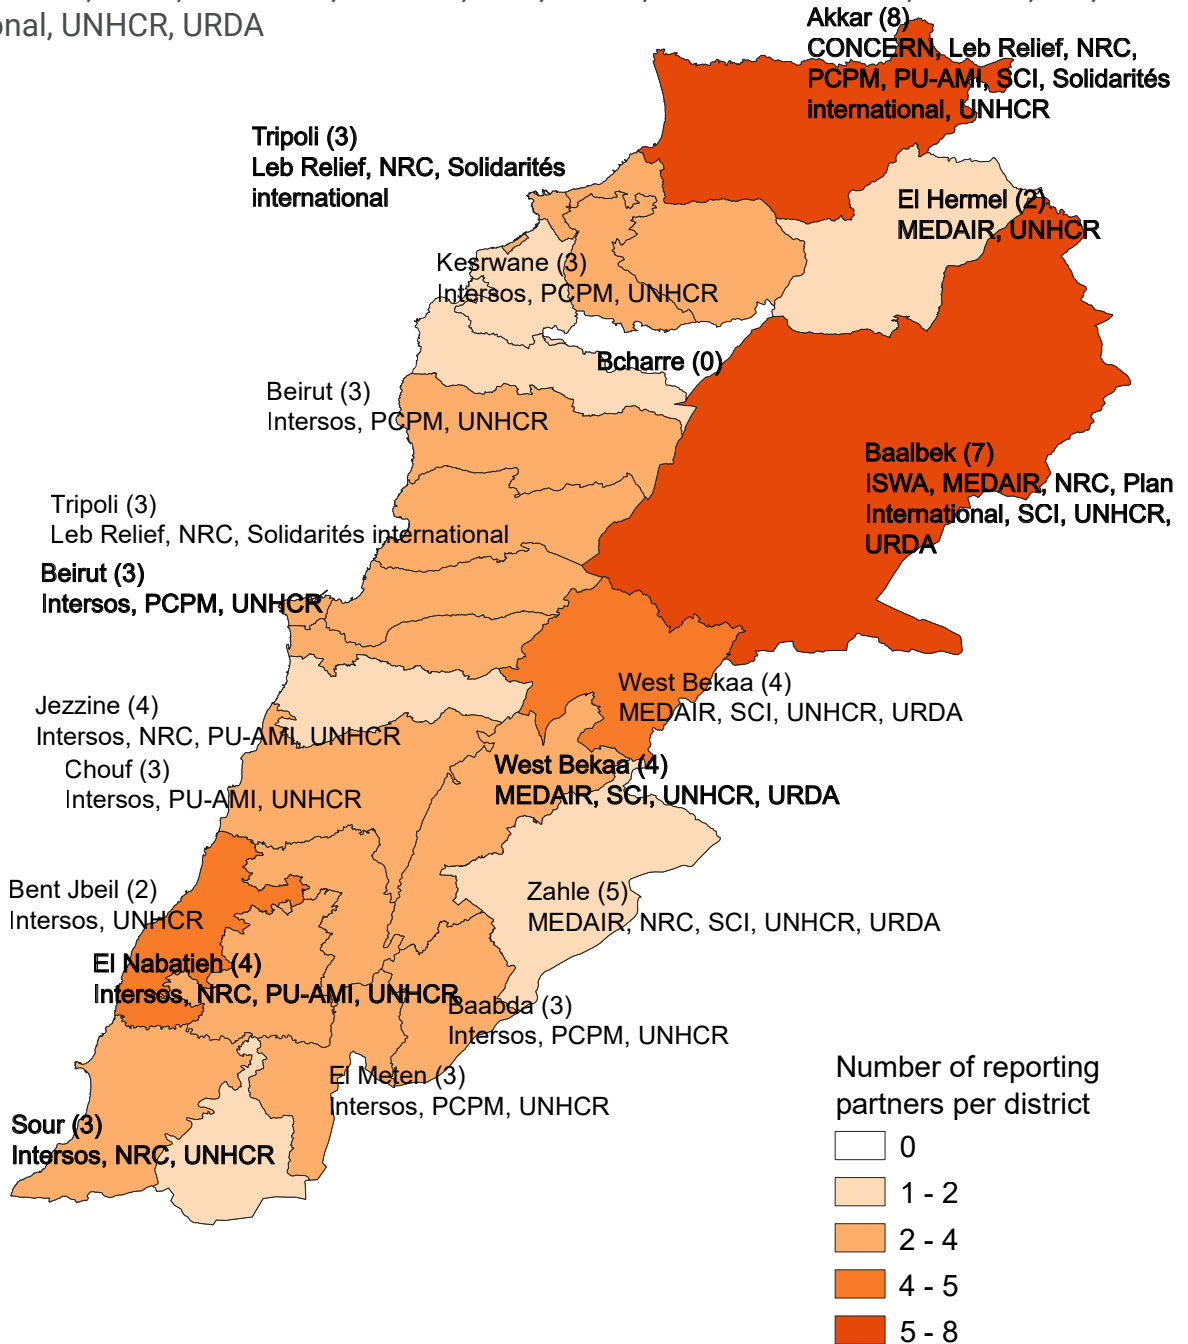 onal, UNHCR, URDA
Akkar (8)
CONCERN, Leb Relief, NRC,
PCPM, PU-AMI, SCI, Solidarités
international, UNHCR
Tripoli (3)
Leb Relief, NRC, Solidarités
international
El Hermel (2)
MEDAIR, UNHCR
Kesrwane (3)
Intersos, PCPM, UNHCR
Bcharre (0)
Beirut (3)
Intersos, PCPM, UNHCR
Baalbek (7)
ISWA, MEDAIR, NRC, Plan
International, SCI, UNHCR,
URDA
Tripoli (3)
Leb Relief, NRC, Solidarités international
Beirut (3)
Intersos, PCPM, UNHCR
West Bekaa (4)
MEDAIR, SCI, UNHCR, URDA
Jezzine (4)
Intersos, NRC, PU-AMI, UNHCR
West Bekaa (4)
MEDAIR, SCI, UNHCR, URDA
Chouf (3)
Intersos, PU-AMI, UNHCR
Bent Jbeil (2)
Intersos, UNHCR
Zahle (5)
MEDAIR, NRC, SCI, UNHCR, URDA
El Nabatieh (4)
Intersos, NRC, PU-AMI, UNHCR
Baabda (3)
Intersos, PCPM, UNHCR
El Meten (3)
Intersos, PCPM, UNHCR
Sour (3)
Intersos, NRC, UNHCR
Number of reporting
partners per district
0
1 - 2
2 - 4
4 - 5
5 - 8